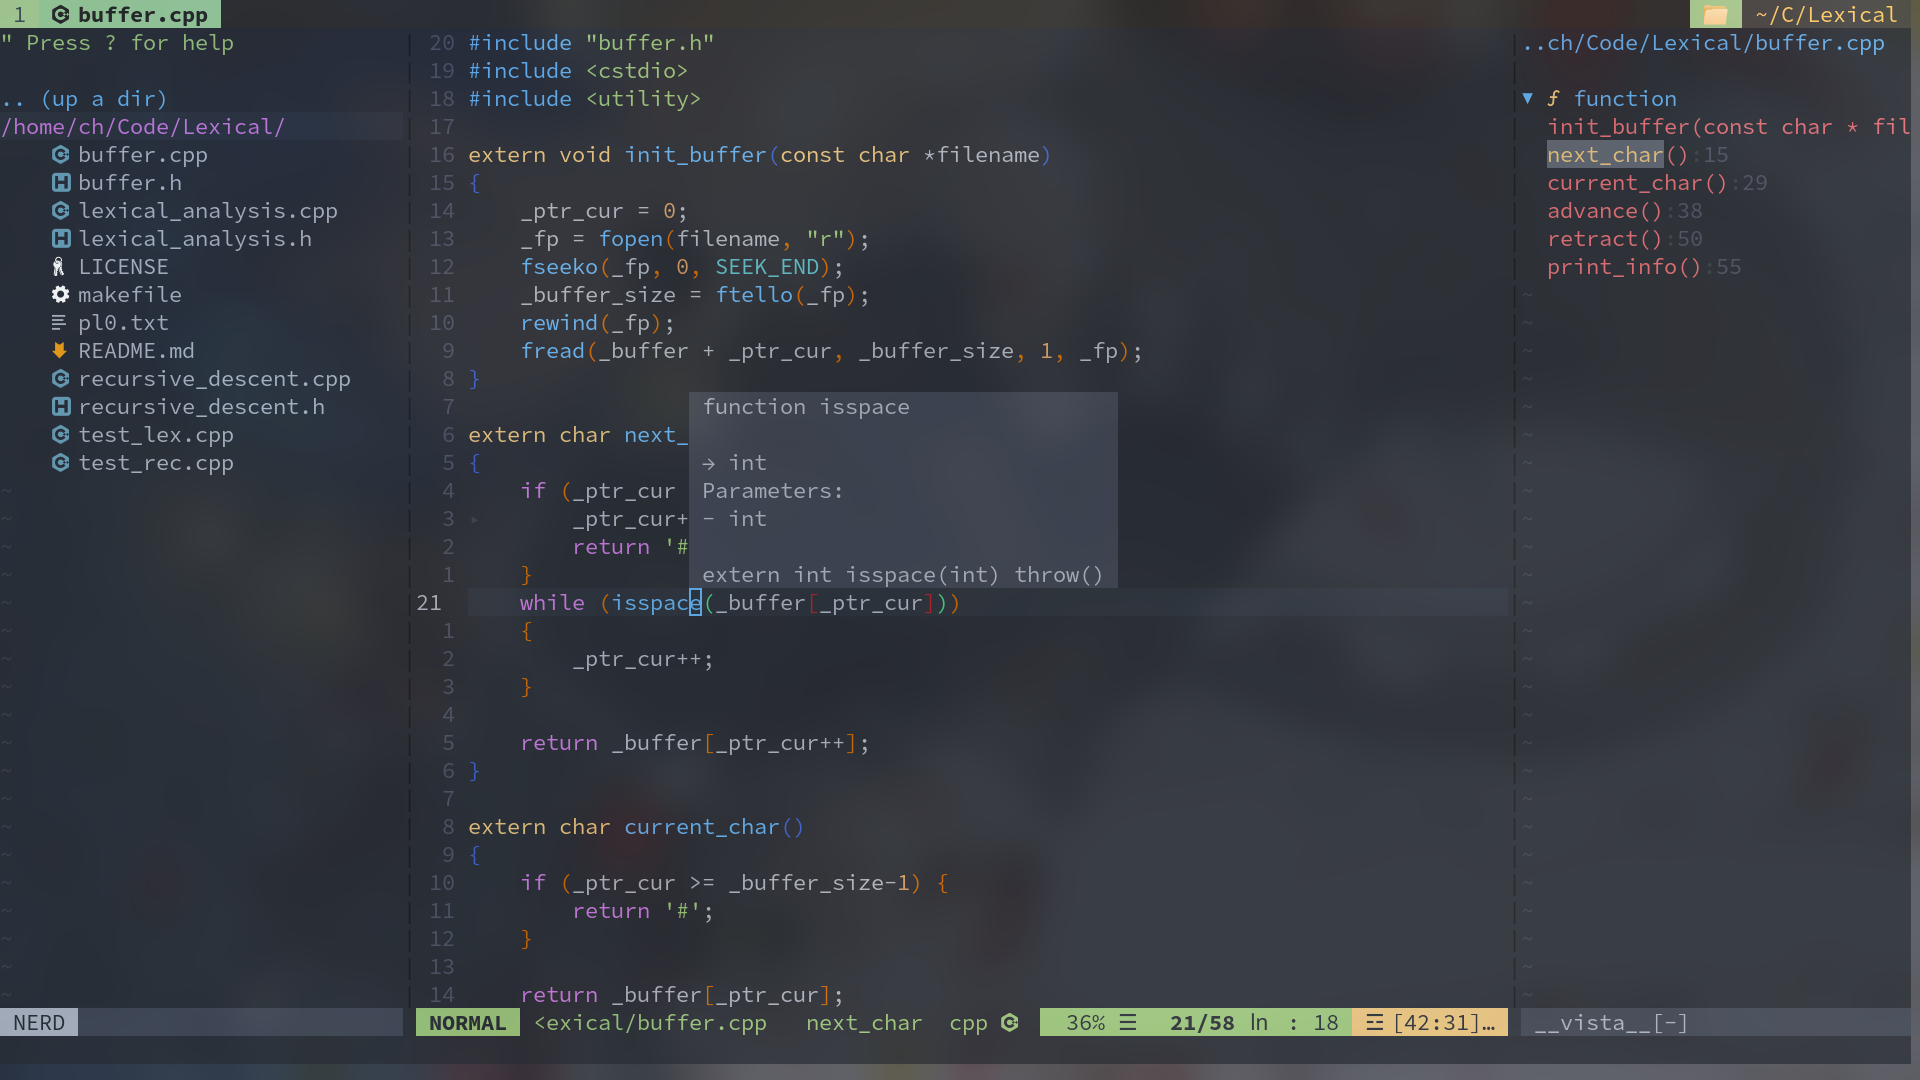 1 buffer.cpp
~/C/Lexical
" Press ? for help
.. (up a dir)
/home/ch/Code/Lexical/
buffer.cpp
buffer.h
lexical_analysis.cpp
lexical_analysis.h
LICENSE
makefile
pl0.txt
README.md
recursive_descent.cpp
recursive_descent.h
test_lex.cpp
test_rec.cpp
NERD
20 #include "buffer.h"
19 #include <cstdio>
18 #include <utility>
17
16 extern void init_buffer(const char *filename)
15 {
14     _ptr_cur = 0;
13     _fp = fopen(filename, "r");
12     fseeko(_fp, 0, SEEK_END);
11     _buffer_size = ftello(_fp);
10     rewind(_fp);
9     fread(_buffer + _ptr_cur, _buffer_size, 1, _fp);
8 }
7
6 extern char next_
5 {
4     if (_ptr_cur
3         _ptr_cur+
2         return '#
1     }
21     while (isspace(_buffer[_ptr_cur]))
1     {
2         _ptr_cur++;
3     }
4
5     return _buffer[_ptr_cur++];
6 }
7
8 extern char current_char()
9 {
10     if (_ptr_cur >= _buffer_size-1) {
11         return '#';
12     }
13
14     return _buffer[_ptr_cur];
function isspace
→ int
Parameters:
- int
extern int isspace(int) throw()
NORMAL <exical/buffer.cpp next_char cpp 36% ☰ 21/58 ln : 18 ☲ [42:31]…
..ch/Code/Lexical/buffer.cpp
▼ ƒ function
init_buffer(const char * fil
next_char():15
current_char():29
advance():38
retract():50
print_info():55
__vista__[-]